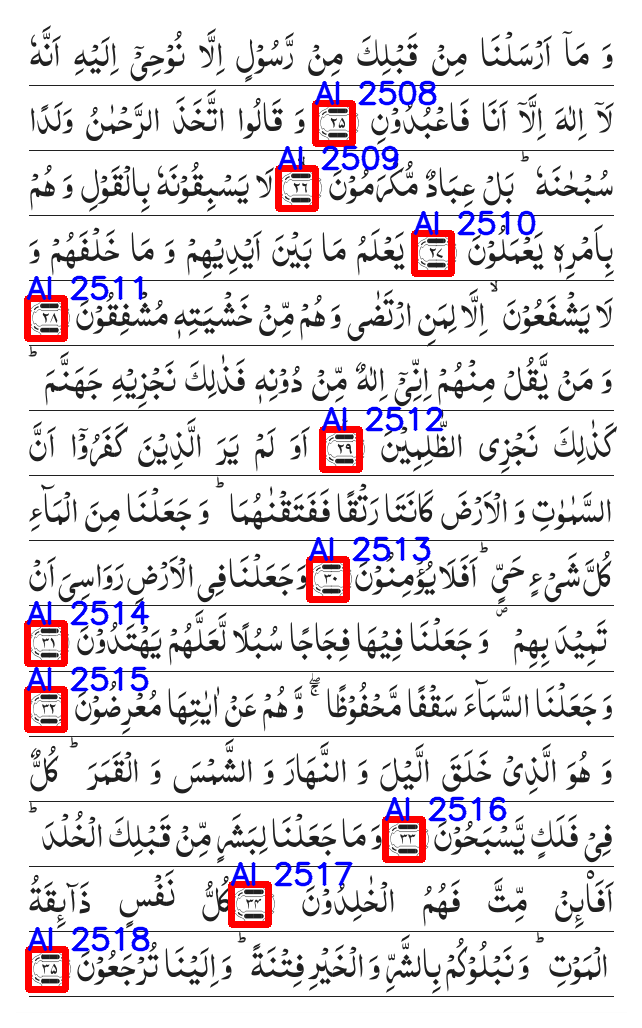 وَ مَاۤ اَرْسَلْنَا مِنْ قَبْلِكَ مِنْ رَّسُوْلٍ اِلَّا نُوْحِیْۤ اِلَیْهِ اَنَّهٗ
AI 2508
لَاۤ اِلٰهَ اِلَّاۤ اَنَا فَاعْبُدُوْنِ ﴿۲۵﴾ وَ قَالُوا اتَّخَذَ الرَّحْمٰنُ وَلَدًا
AI 2509
سُبْحٰنَهٗ ؕ بَلْ عِبَادٌ مُّكْرَمُوْنَ ﴿۲۶﴾ لَا یَسْبِقُوْنَهٗ بِالْقَوْلِ وَ هُمْ
AI 2510
بِاَمْرِهٖ یَعْمَلُوْنَ ﴿۲۷﴾ یَعْلَمُ مَا بَیْنَ اَیْدِیْهِمْ وَ مَا خَلْفَهُمْ وَ
AI 2511
لَا یَشْفَعُوْنَ ۙ اِلَّا لِمَنِ ارْتَضٰی وَ هُمْ مِّنْ خَشْیَتِهٖ مُشْفِقُوْنَ ﴿۲۸﴾
وَ مَنْ یَّقُلْ مِنْهُمْ اِنِّیْۤ اِلٰهٌ مِّنْ دُوْنِهٖ فَذٰلِكَ نَجْزِیْهِ جَهَنَّمَ ؕ
AI 2512
كَذٰلِكَ نَجْزِی الظّٰلِمِیْنَ ﴿۲۹﴾ اَوَ لَمْ یَرَ الَّذِیْنَ كَفَرُوْۤا اَنَّ
السَّمٰوٰتِ وَ الْاَرْضَ كَانَتَا رَتْقًا فَفَتَقْنٰهُمَا ؕ وَ جَعَلْنَا مِنَ الْمَآءِ
AI 2513
كُلَّ شَیْءٍ حَیٍّ ؕ اَفَلَا یُؤْمِنُوْنَ ﴿۳۰﴾ وَ جَعَلْنَا فِی الْاَرْضِ رَوَاسِیَ اَنْ
AI 2514
تَمِیْدَ بِهِمْ ۪ وَ جَعَلْنَا فِیْهَا فِجَاجًا سُبُلًا لَّعَلَّهُمْ یَهْتَدُوْنَ ﴿۳۱﴾
AI 2515
وَ جَعَلْنَا السَّمَآءَ سَقْفًا مَّحْفُوْظًا ۖۚ وَّ هُمْ عَنْ اٰیٰتِهَا مُعْرِضُوْنَ ﴿۳۲﴾
وَ هُوَ الَّذِیْ خَلَقَ الَّیْلَ وَ النَّهَارَ وَ الشَّمْسَ وَ الْقَمَرَ ؕ كُلٌّ
AI 2516
فِیْ فَلَكٍ یَّسْبَحُوْنَ ﴿۳۳﴾ وَ مَا جَعَلْنَا لِبَشَرٍ مِّنْ قَبْلِكَ الْخُلْدَ ؕ
AI 2517
اَفَا۠ئِنْ مِّتَّ فَهُمُ الْخٰلِدُوْنَ ﴿۳۴﴾ كُلُّ نَفْسٍ ذَآىِٕقَةُ
AI 2518
الْمَوْتِ ؕ وَ نَبْلُوْكُمْ بِالشَّرِّ وَ الْخَیْرِ فِتْنَةً ؕ وَ اِلَیْنَا تُرْجَعُوْنَ ﴿۳۵﴾